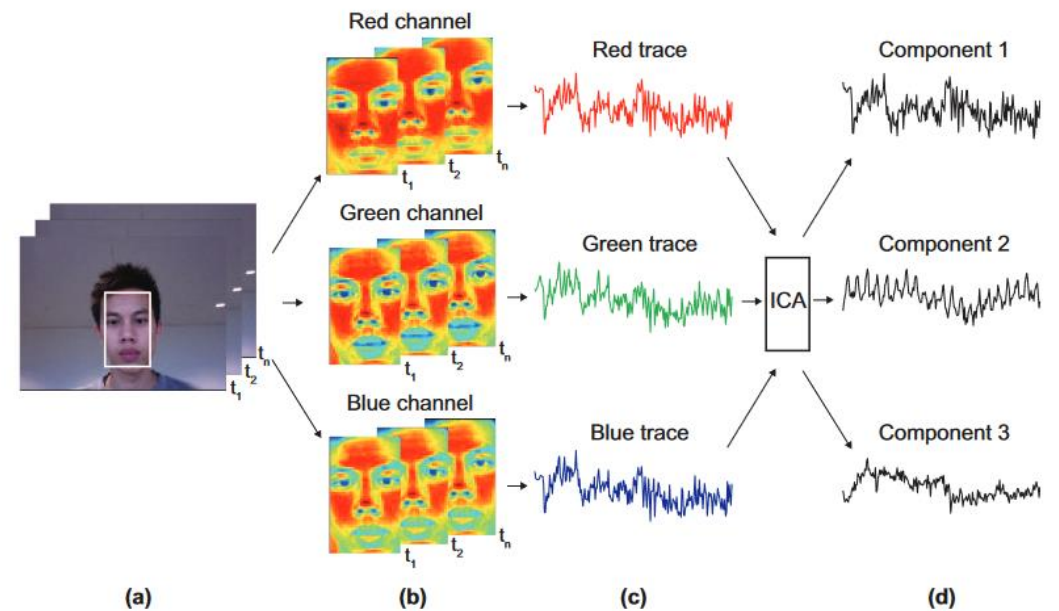 Red channel
Red trace
Component 1
t1
t2
tn
Green channel
Green trace
Component 2
ICA
t1
t2
tn
t1
t2
tn
Blue channel
Blue trace
Component 3
t1
t2
tn
(a)
(b)
(c)
(d)